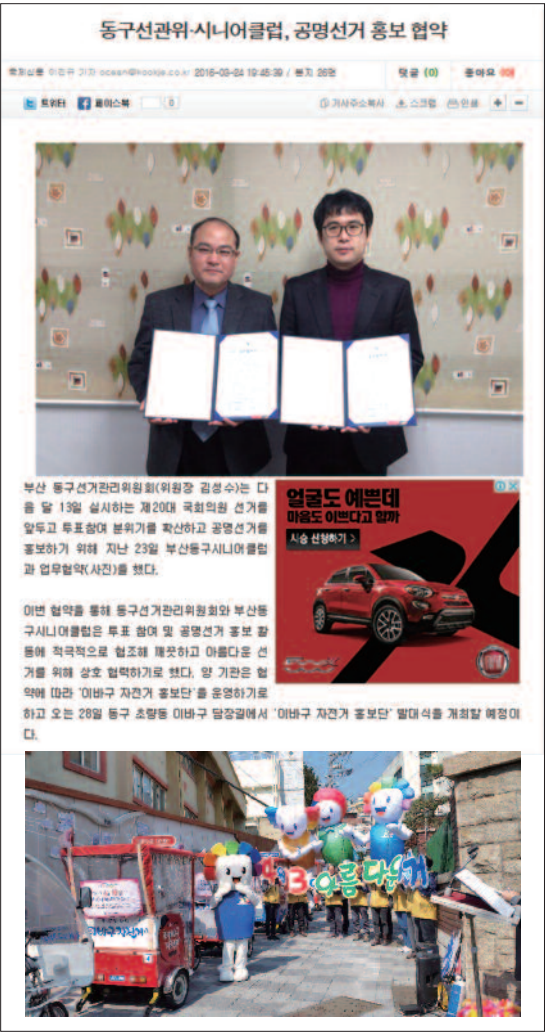 동구선관위·시니어클럽, 공명선거 홍보 협약
국제신문 기자 ocean@kookje.co.kr 2016-03-24 19:45:39 / 본지 26면
댓글 (0) 좋아요
트위터 페이스북 0
기사주소복사 스크랩 인쇄 + -
부산 동구선거관리위원회(위원장 김성수)는 다
음 달 13일 실시하는 제20대 국회의원 선거를
앞두고 투표참여 분위기를 확산하고 공명선거를
홍보하기 위해 지난 23일 부산동구시니어클럽
과 업무협약(사진)를 했다.
얼굴도 예쁜데
마음도 이쁘다고 할까
시승 신청하기 >
FIAT
이번 협약을 통해 동구선거관리위원회와 부산동
구시니어클럽은 투표 참여 및 공명선거 홍보 활
동에 적극적으로 협조해 깨끗하고 아름다운 선
거를 위해 상호 협력하기로 했다. 양 기관은 협
약에 따라 '이바구 자전거 홍보단'을 운영하기로
하고 오는 28일 동구 초량동 이바구 담장길에서 '이바구 자전거 홍보단' 발대식을 개최할 예정이
다.